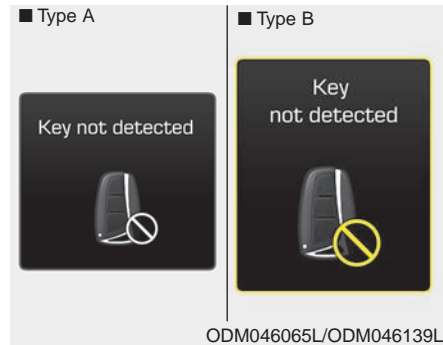 ■ Type A
Key not detected
■ Type B
Key
not detected
ODM046065L/ODM046139L